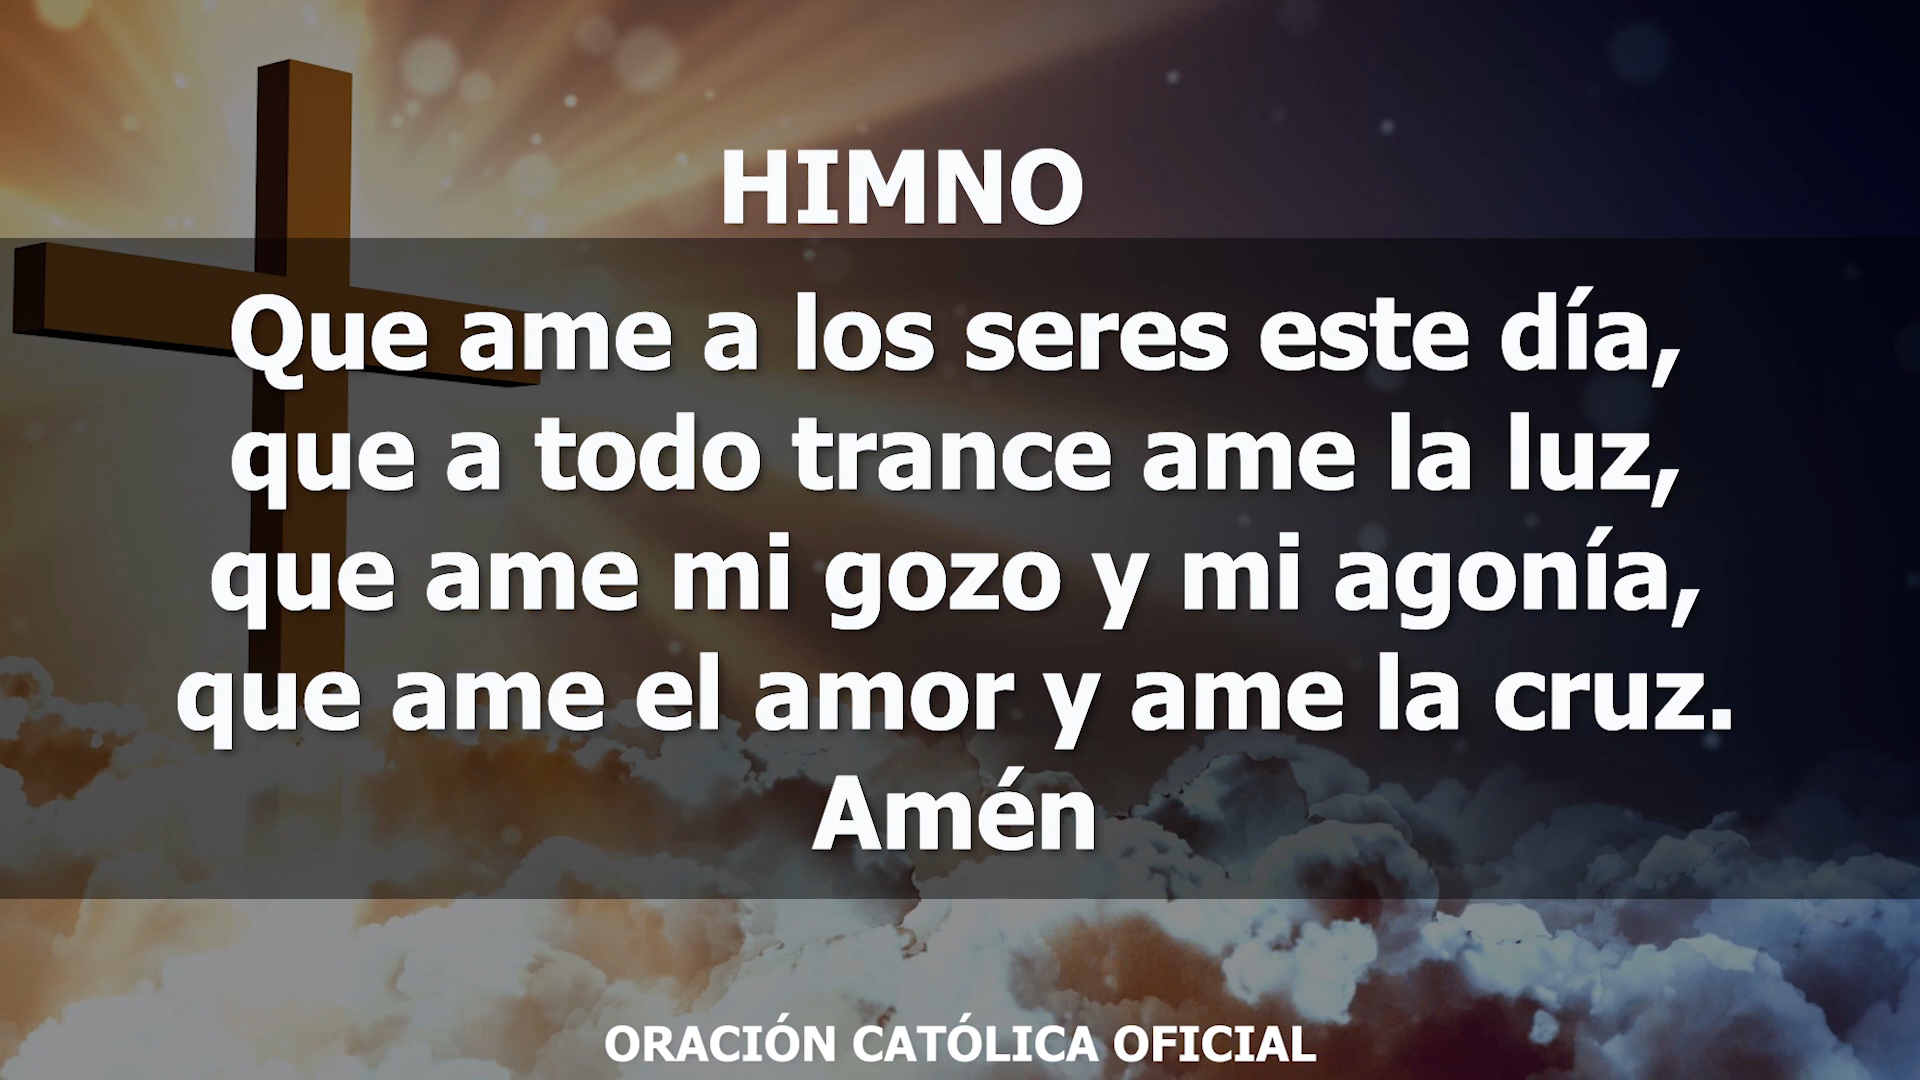 HIMNO
Que ame a los seres este día,
que a todo trance ame la luz,
que ame mi gozo y mi agonía,
que ame el amor y ame la cruz.
Amén
ORACIÓN CATÓLICA OFICIAL